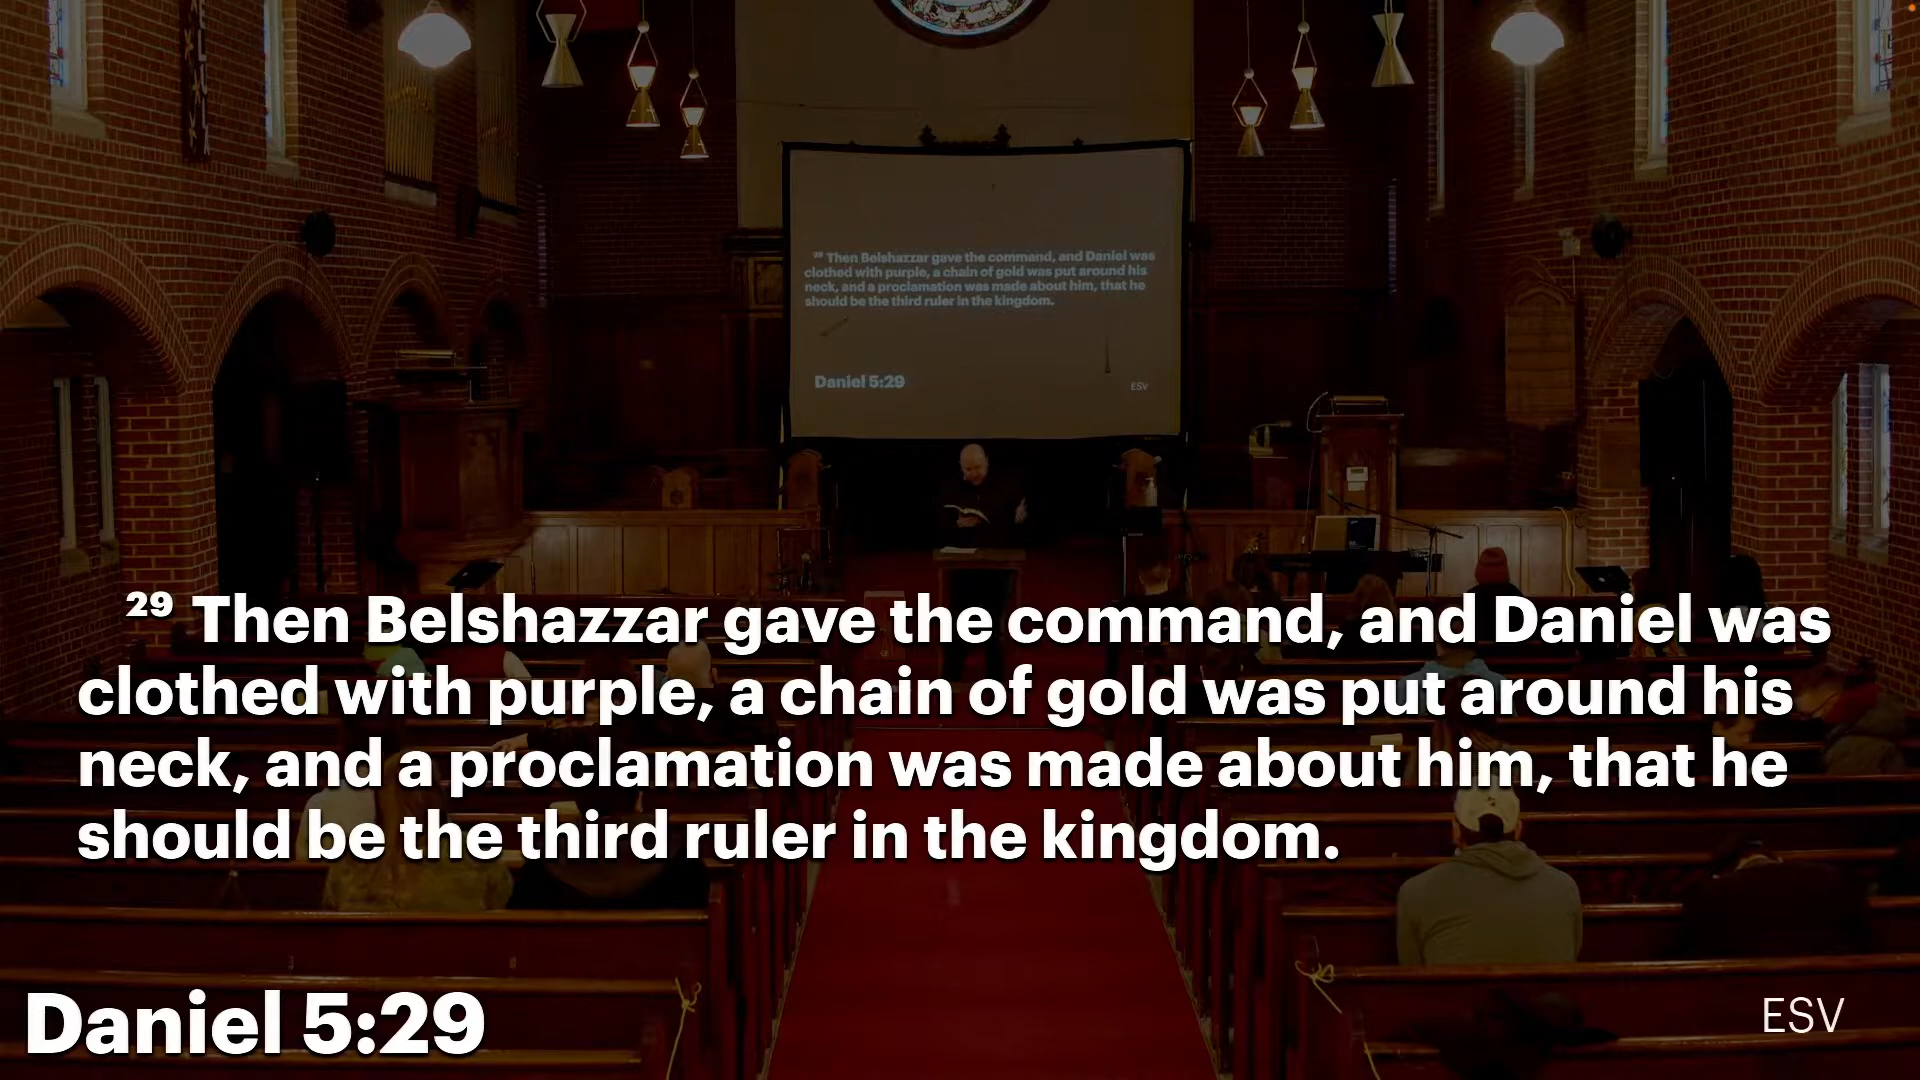 ²⁹ Then Belshazzar gave the command, and Daniel was
clothed with purple, a chain of gold was put around his
neck, and a proclamation was made about him, that he
should be the third ruler in the kingdom.
Daniel 5:29
ESV
²⁹ Then Belshazzar gave the command, and Daniel was
clothed with purple, a chain of gold was put around his
neck, and a proclamation was made about him, that he
should be the third ruler in the kingdom.
Daniel 5:29
ESV